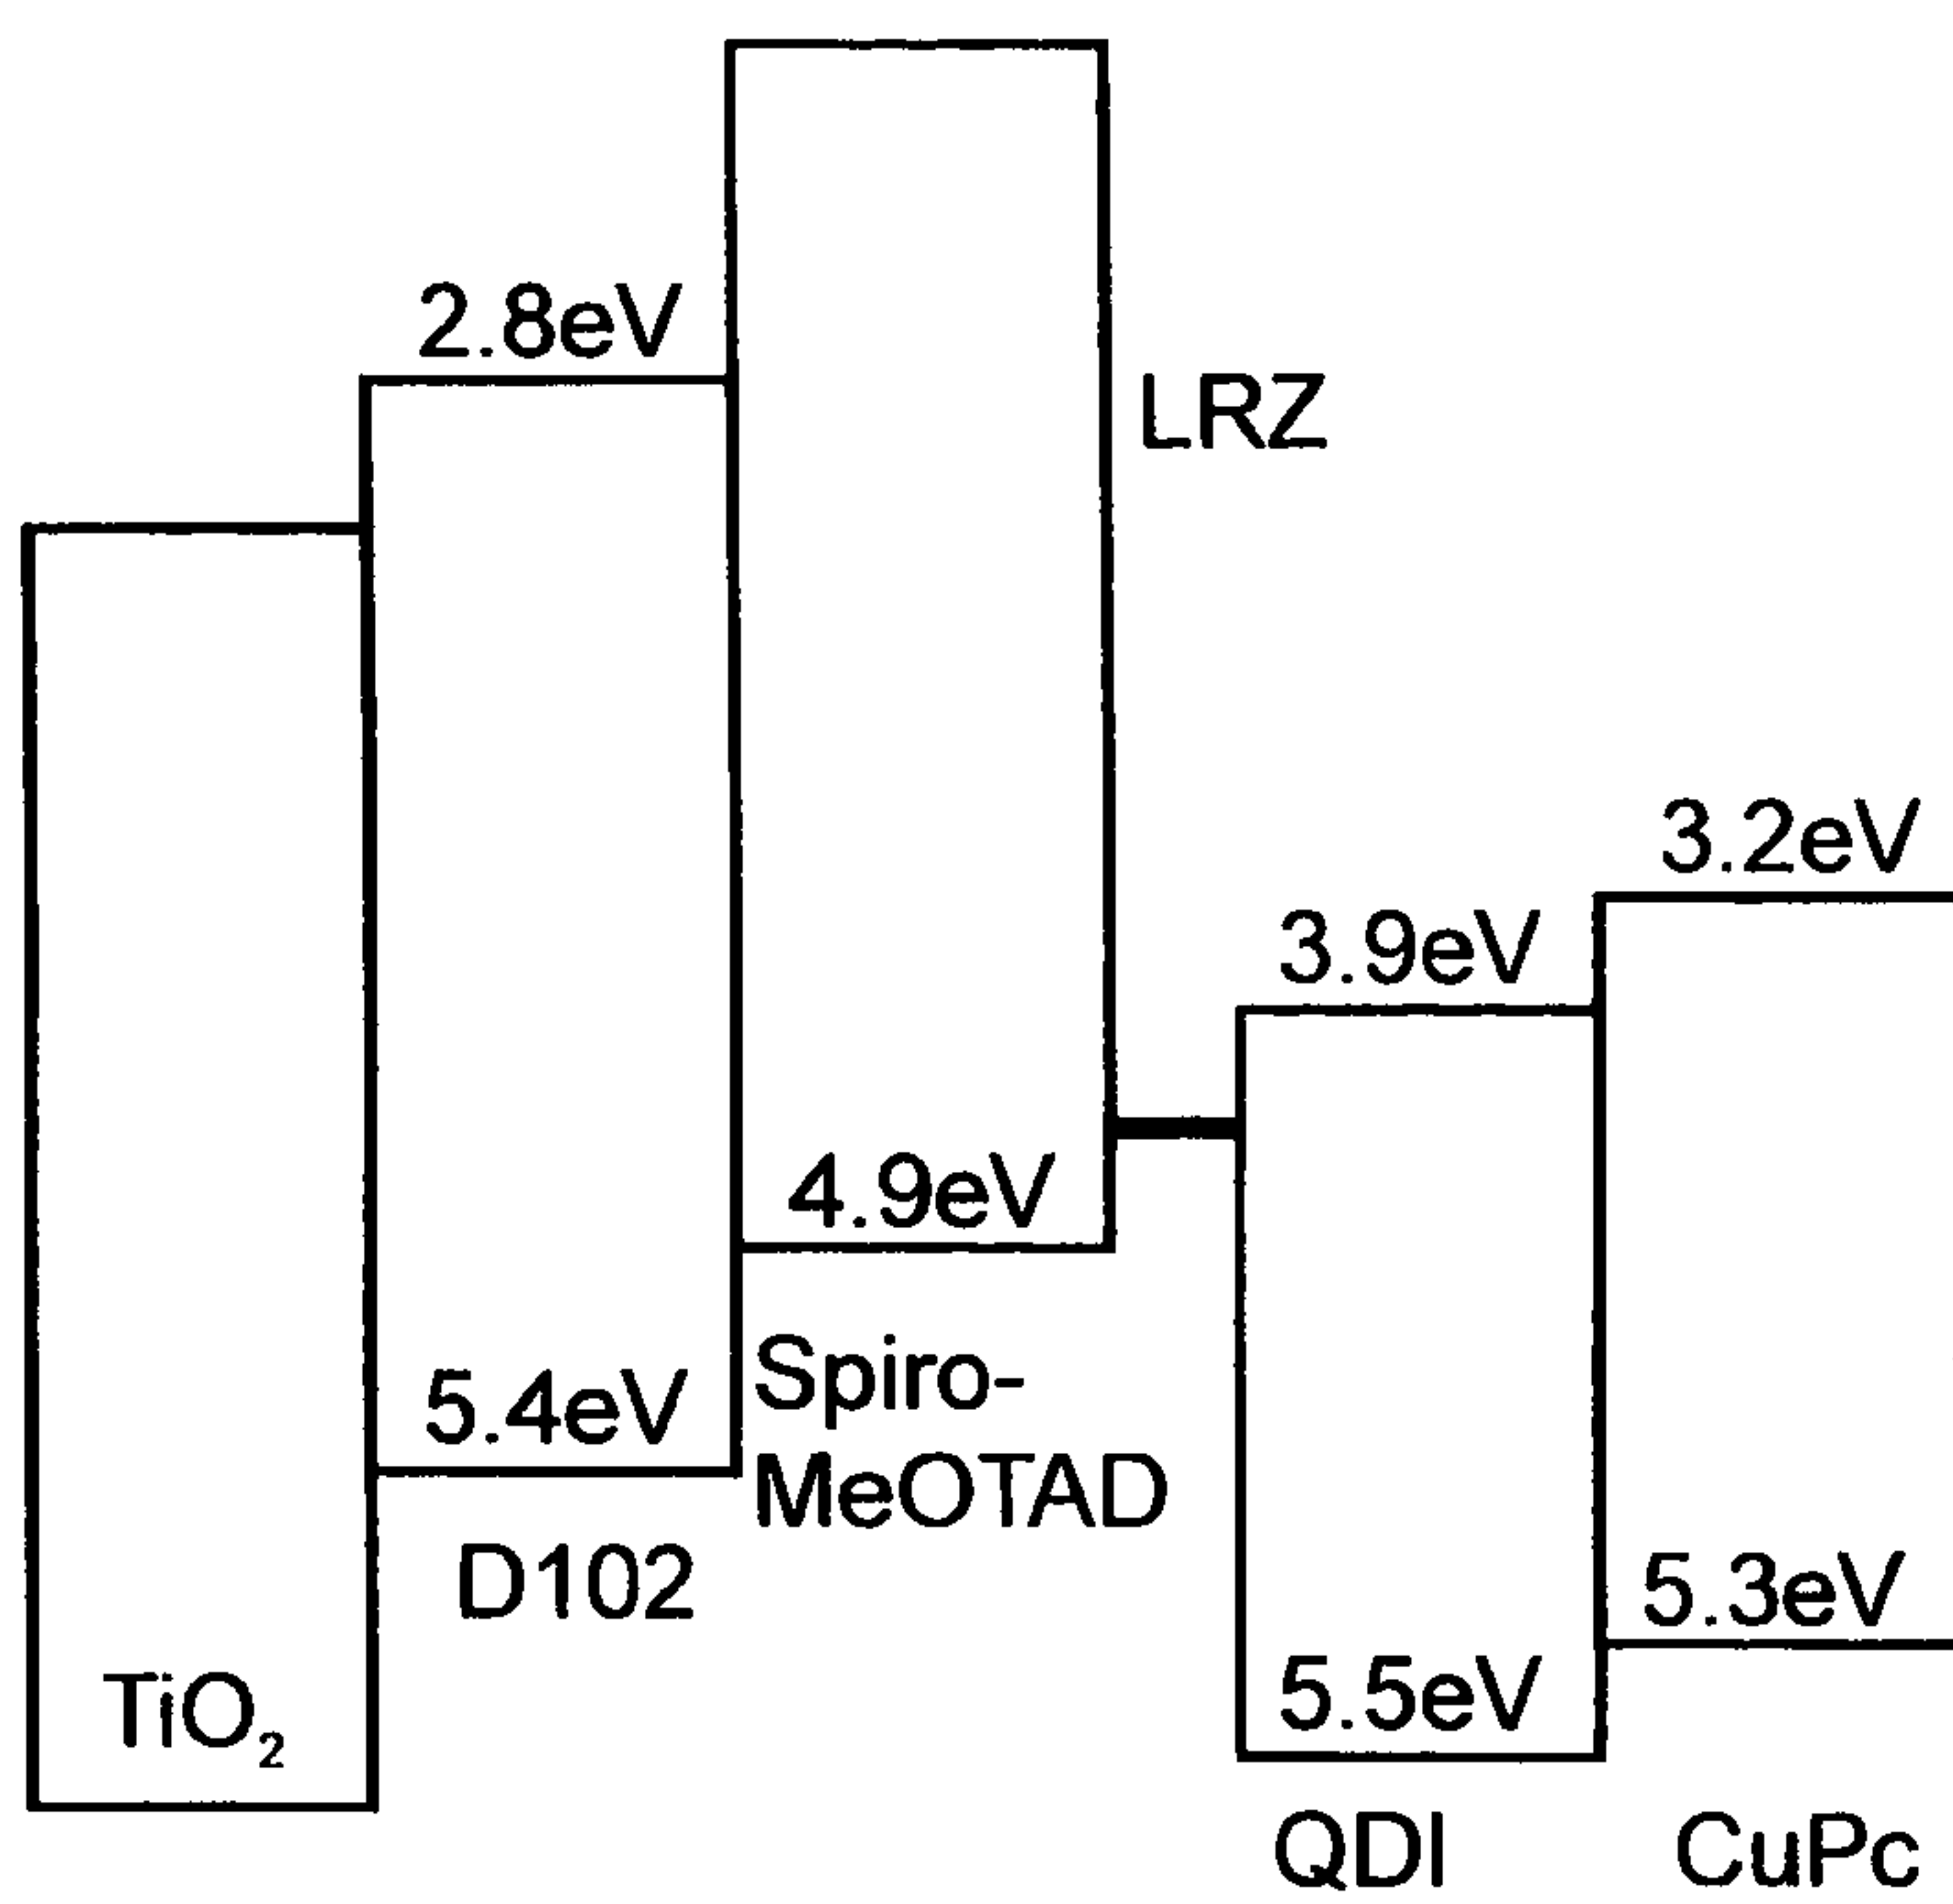 2.8eV
LRZ
3.2eV
3.9eV
4.9eV
Spiro-
MeOTAD
5.4eV
D102
5.3eV
5.5eV
TiO₂
QDI
CuPc